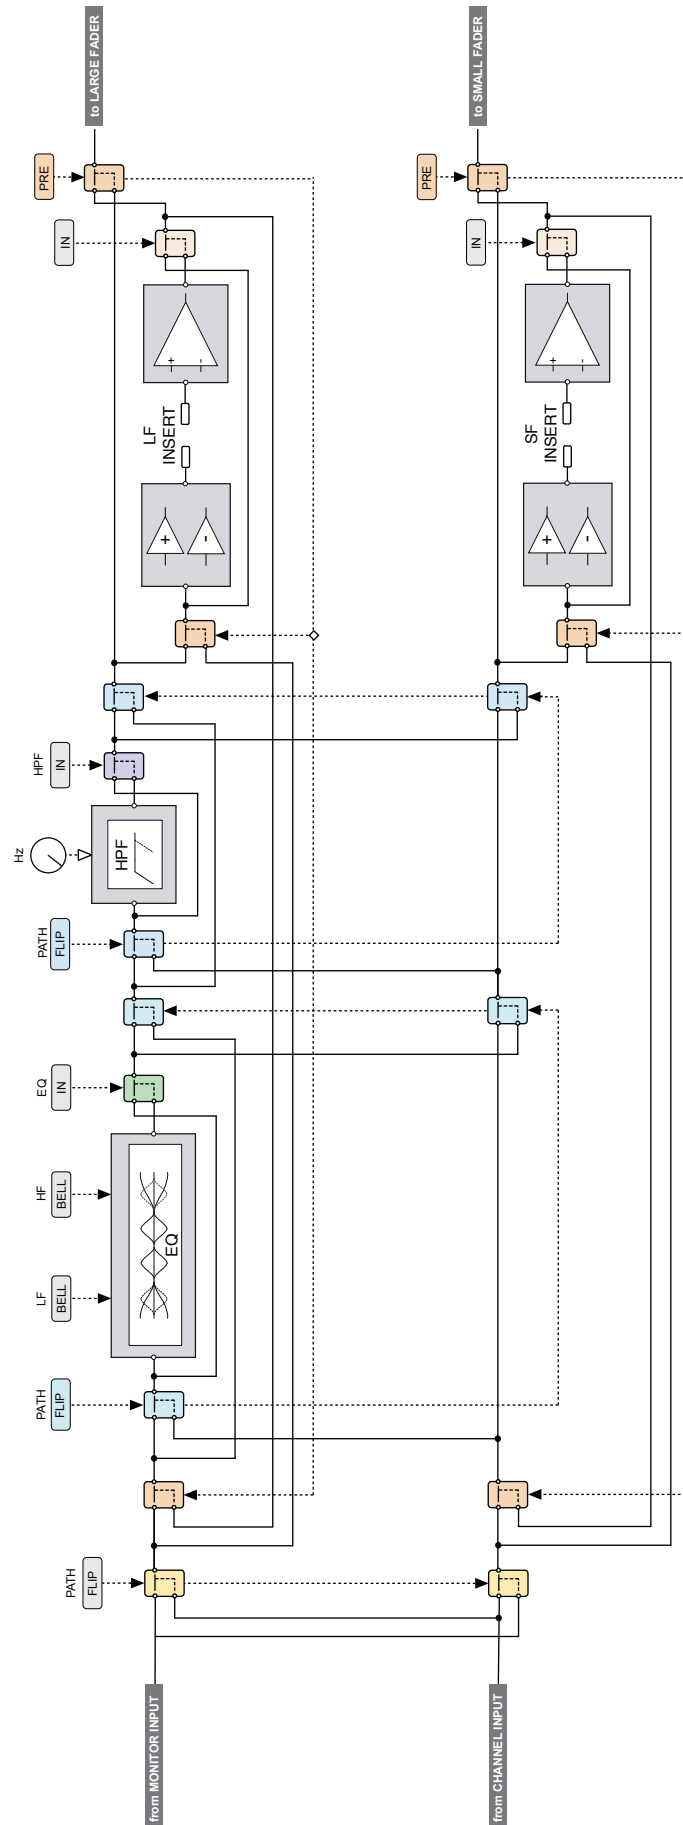 from MONITOR INPUT
from CHANNEL INPUT
PATH
FLIP
PATH
FLIP
LF
BELL
HF
BELL
EQ
EQ
IN
PATH
FLIP
Hz
HPF
HPF
IN
LF
INSERT
+
-
+
-
IN
PRE
to LARGE FADER
SF
INSERT
+
-
+
-
IN
PRE
to SMALL FADER